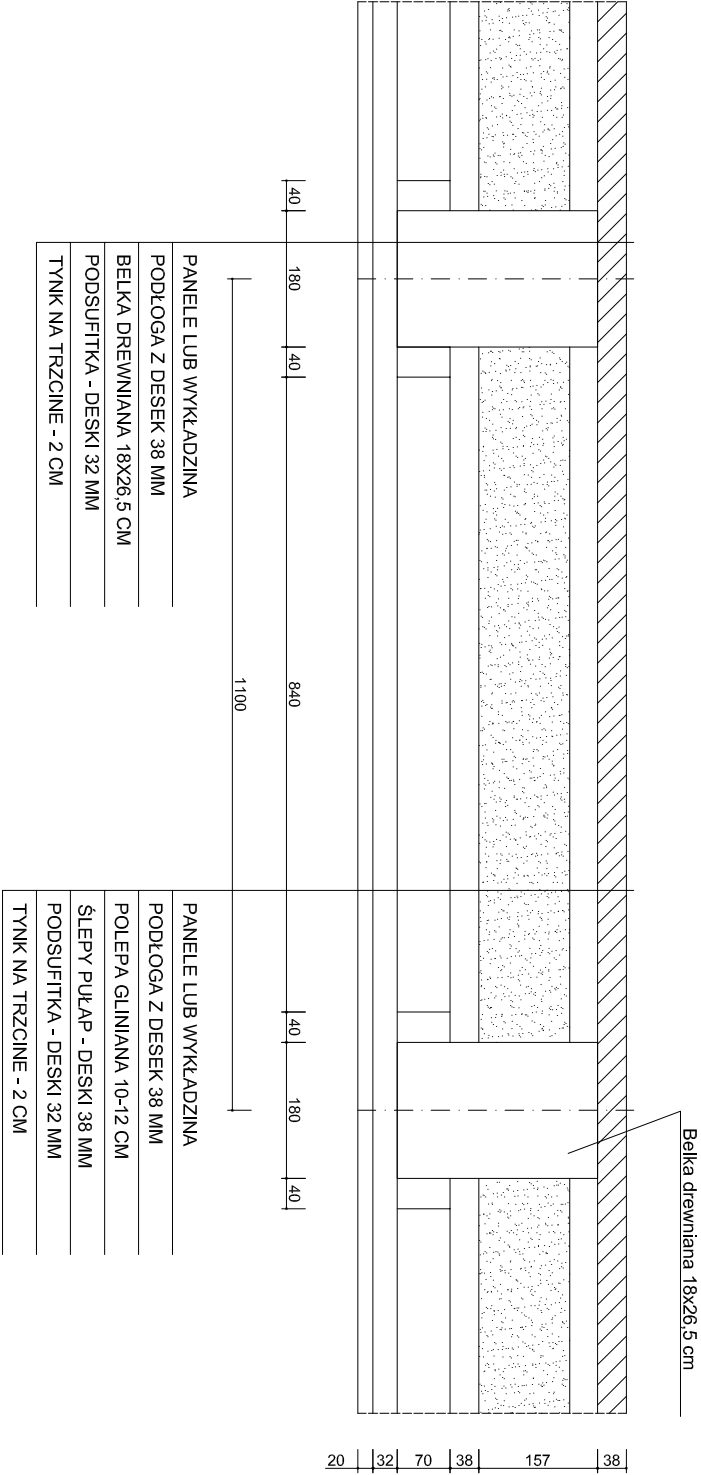 Belka drewniana 18x26,5 cm
40
180
40
840
40
180
40
1100
PANELE LUB WYKŁADZINA
PODŁOGA Z DESEK 38 MM
BELKA DREWNIANA 18X26,5 CM
PODSUFITKA - DESKI 32 MM
TYNK NA TRZCINE - 2 CM
PANELE LUB WYKŁADZINA
PODŁOGA Z DESEK 38 MM
POLEPA GLINIANA 10-12 CM
ŚLEPY PUŁAP - DESKI 38 MM
PODSUFITKA - DESKI 32 MM
TYNK NA TRZCINE - 2 CM
20
32
70
38
157
38